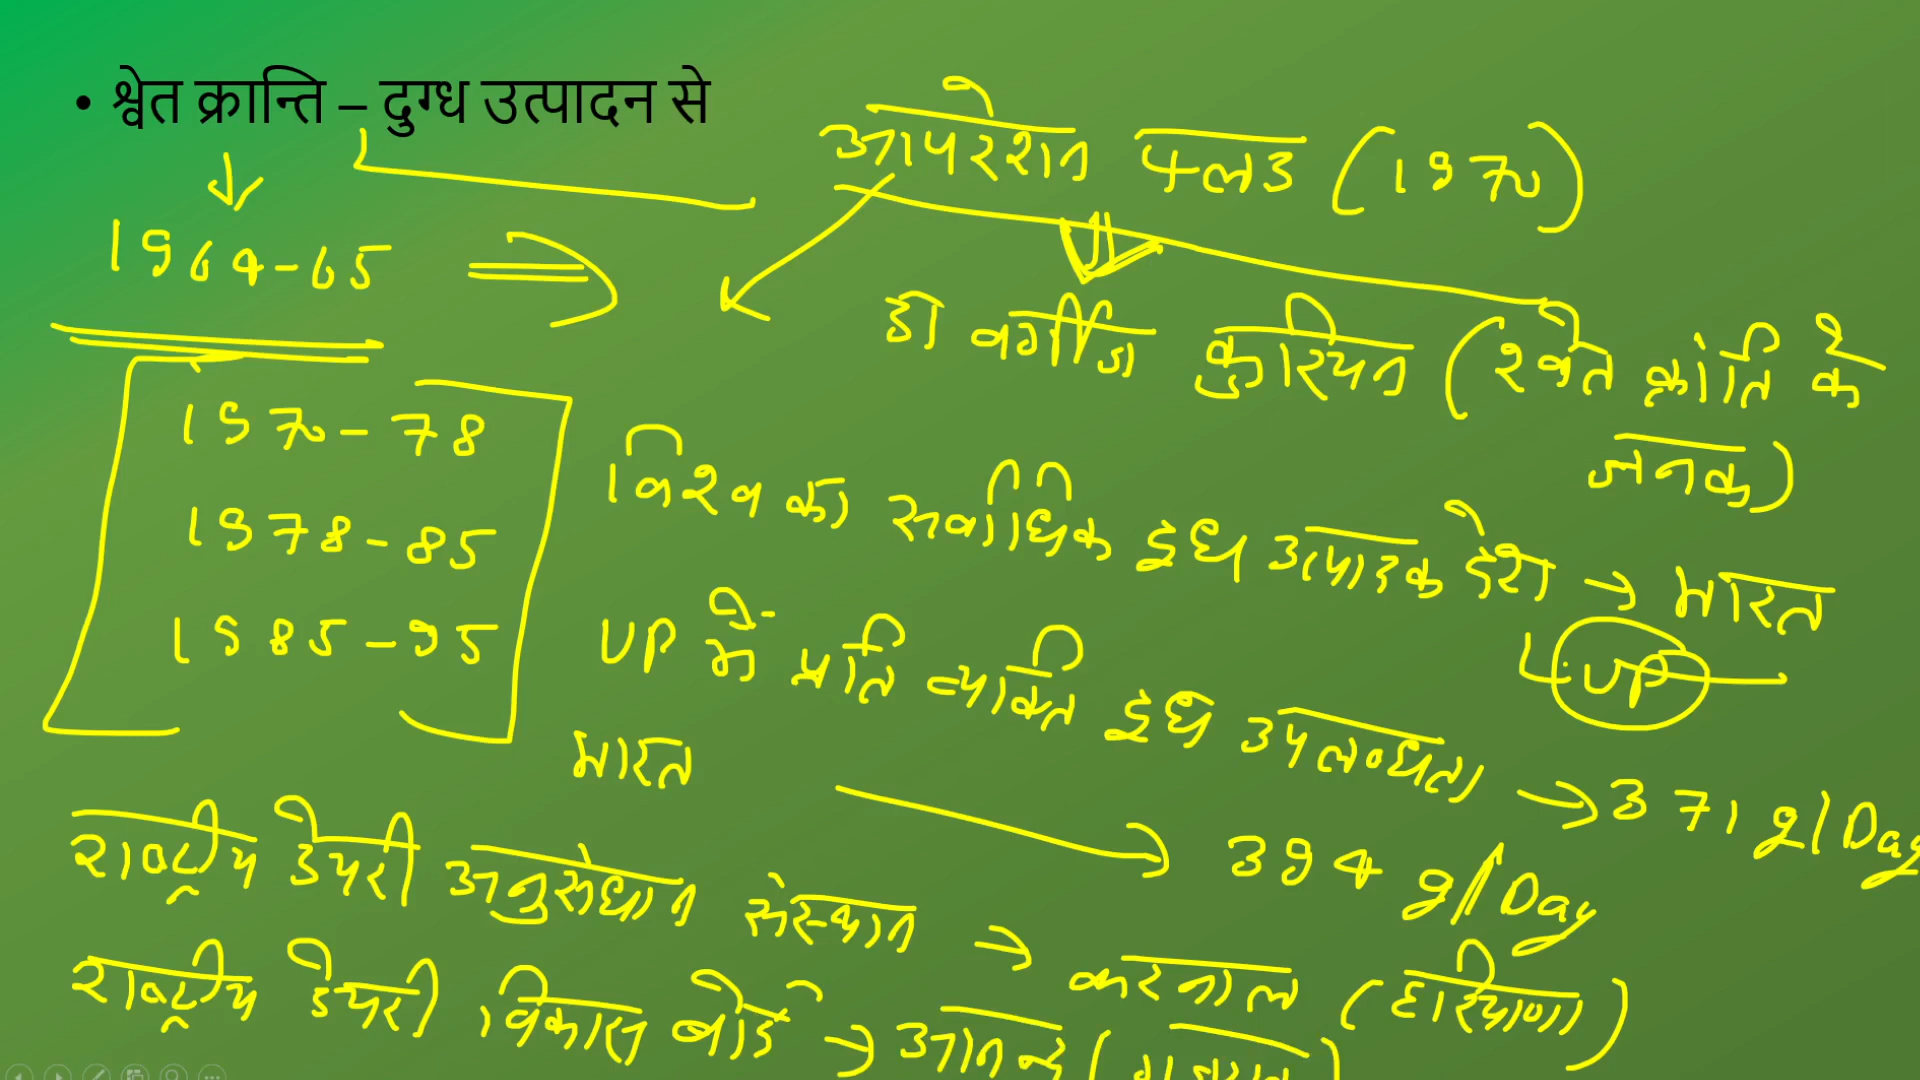 • श्वेत क्रान्ति – दुग्ध उत्पादन से
आपरेशन फ्लड (1970)
1964-65
डॉ वर्गीज कुरियन (श्वेत क्रांति के
जनक)
1970-78
1978-85
1985-95
विश्व का सर्वाधिक दुध उत्पादक देश → भारत
UP
UP में प्रति व्यक्ति दुध उपलब्धता → 371 g/Day
भारत → 394 g/Day
राष्ट्रीय डेयरी अनुसंधान संस्थान → करनाल (हरियाणा)
राष्ट्रीय डेयरी विकास बोर्ड → आनन्द (गुजरात)